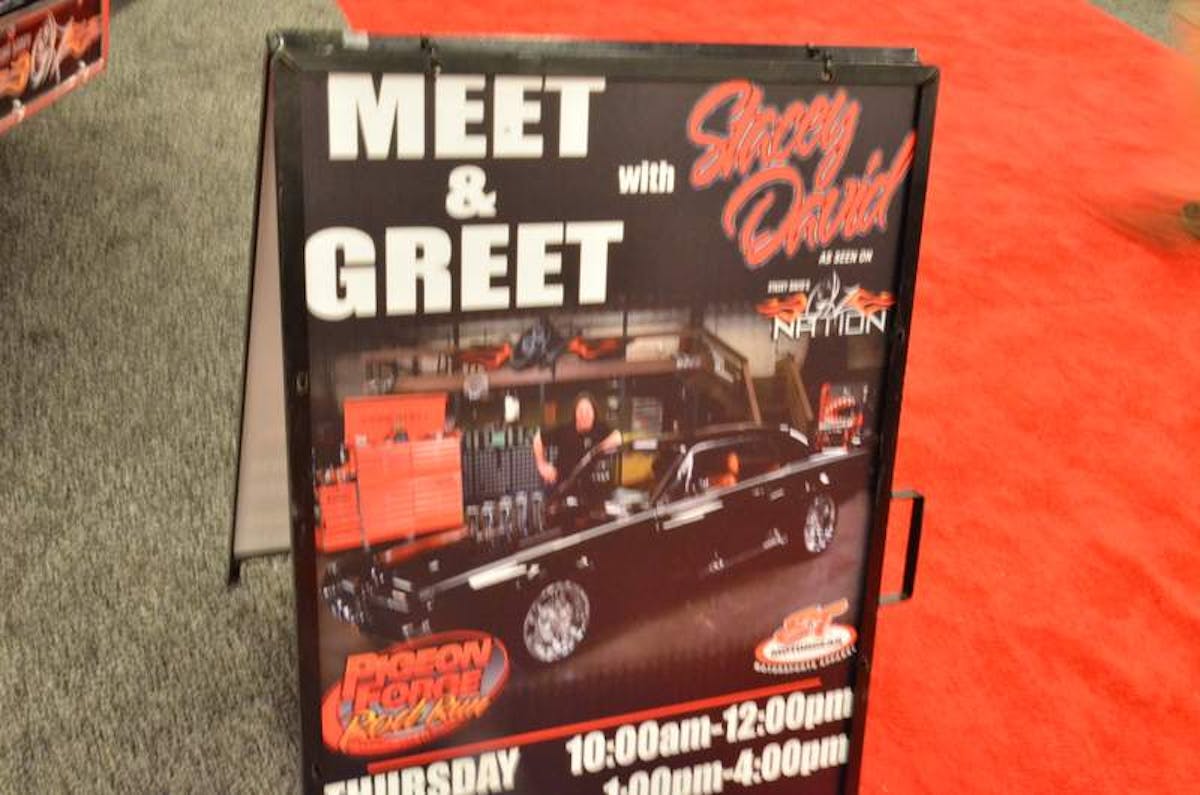 MEET
&
GREET
with
Stacey
David
AS SEEN ON
NATION
PIGEON
FORGE
Rod Run
THURSDAY
10:00am-12:00pm
1:00pm-4:00pm